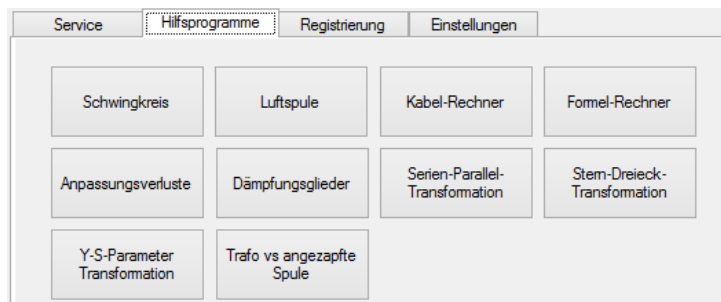 Service
Hilfsprogramme
Registrierung
Einstellungen
Schwingkreis
Luftspule
Kabel-Rechner
Formel-Rechner
Anpassungsverluste
Dämpfungsglieder
Serien-Parallel-
Transformation
Stern-Dreieck-
Transformation
Y-S-Parameter
Transformation
Trafo vs angezapfte
Spule